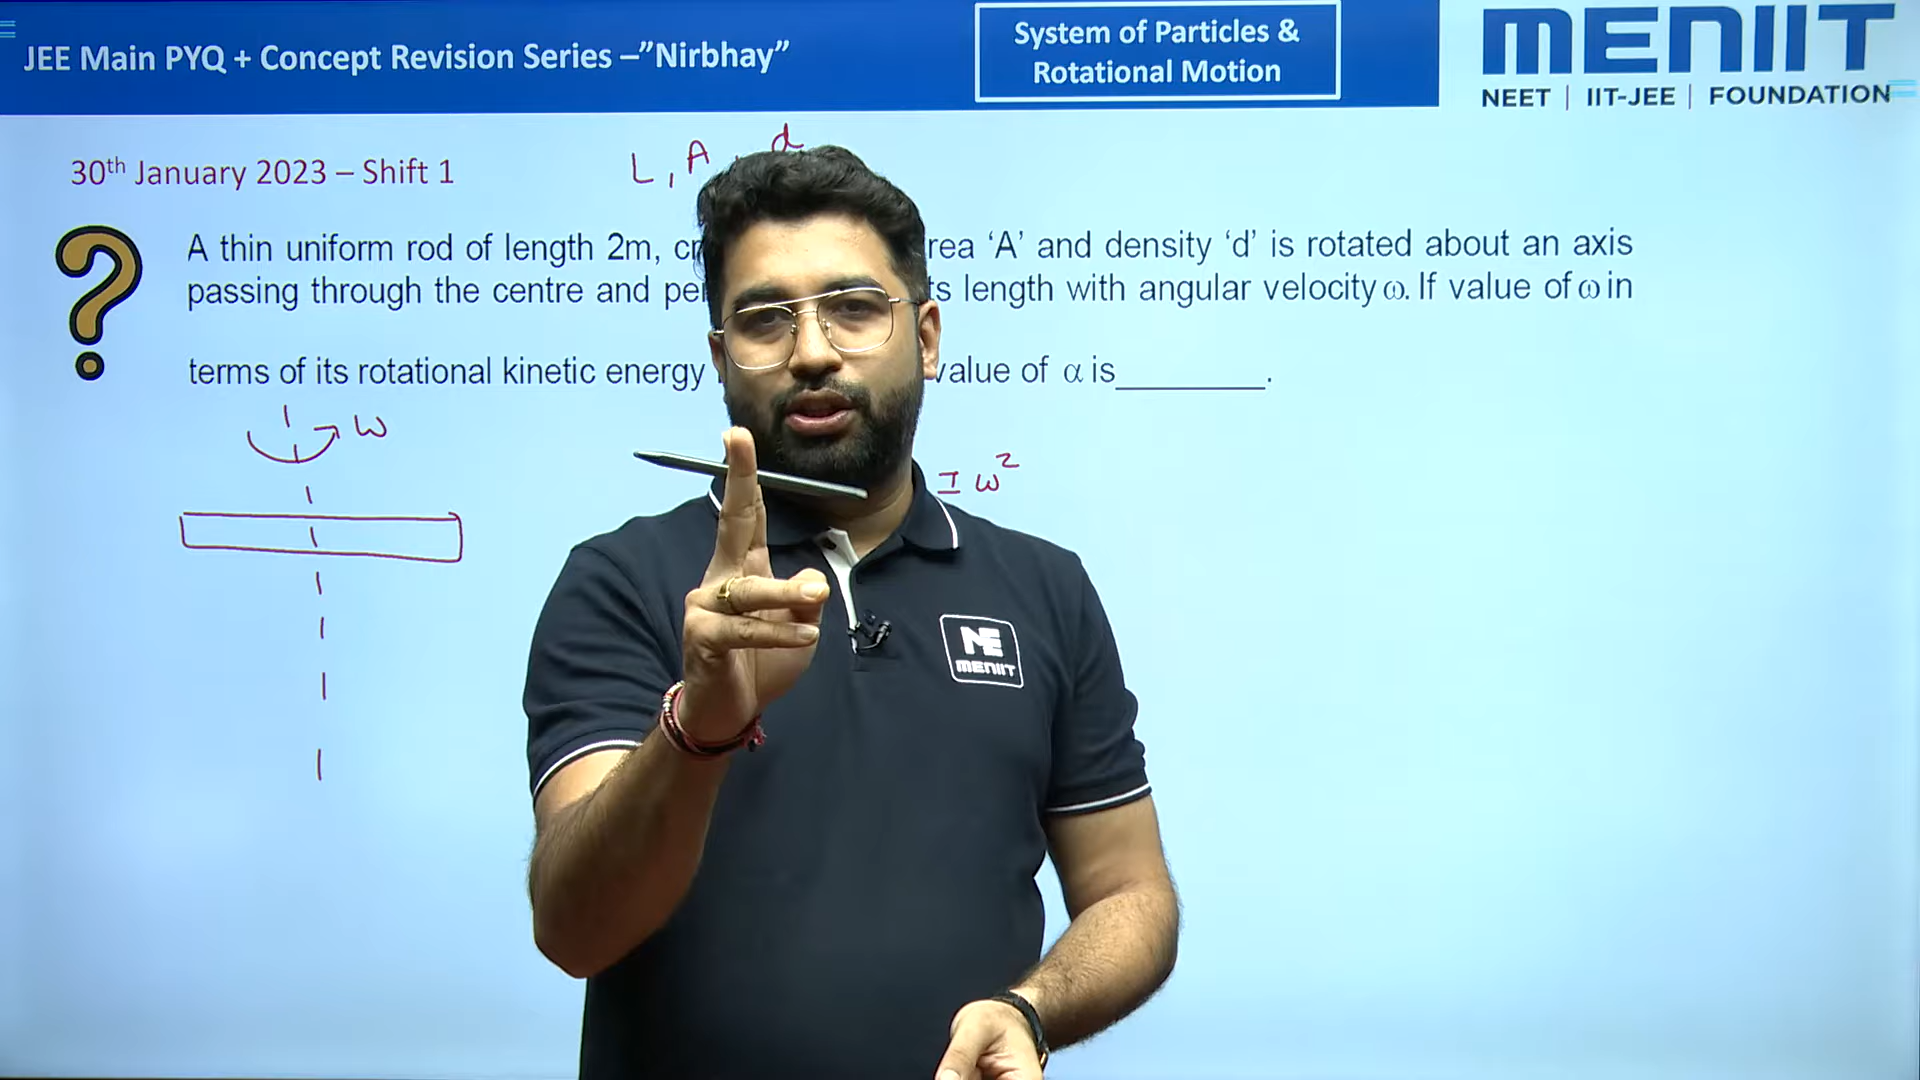 JEE Main PYQ + Concept Revision Series –”Nirbhay”
System of Particles &
Rotational Motion
MENIIT
NEET | IIT-JEE | FOUNDATION
30th January 2023 – Shift 1
L, A, d
A thin uniform rod of length 2m, rea ‘A’ and density ‘d’ is rotated about an axis
passing through the centre and length with angular velocity ω. If value of ω in
terms of its rotational kinetic energy value of α is________.
ω
I ω²
NE
MENIIT